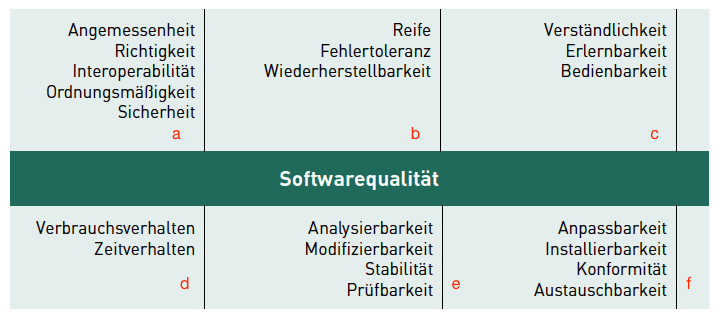 Angemessenheit
Richtigkeit
Interoperabilität
Ordnungsmäßigkeit
Sicherheit
a
Reife
Fehlertoleranz
Wiederherstellbarkeit
b
Verständlichkeit
Erlernbarkeit
Bedienbarkeit
c
Softwarequalität
Verbrauchsverhalten
Zeitverhalten
d
Analysierbarkeit
Modifizierbarkeit
Stabilität
Prüfbarkeit
e
Anpassbarkeit
Installierbarkeit
Konformität
Austauschbarkeit
f